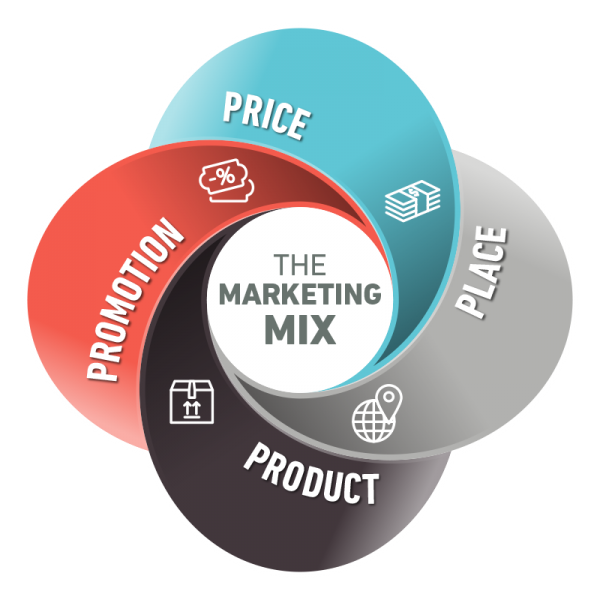 PRICE
-%
$
PROMOTION
PLACE
THE
MARKETING
MIX
PRODUCT